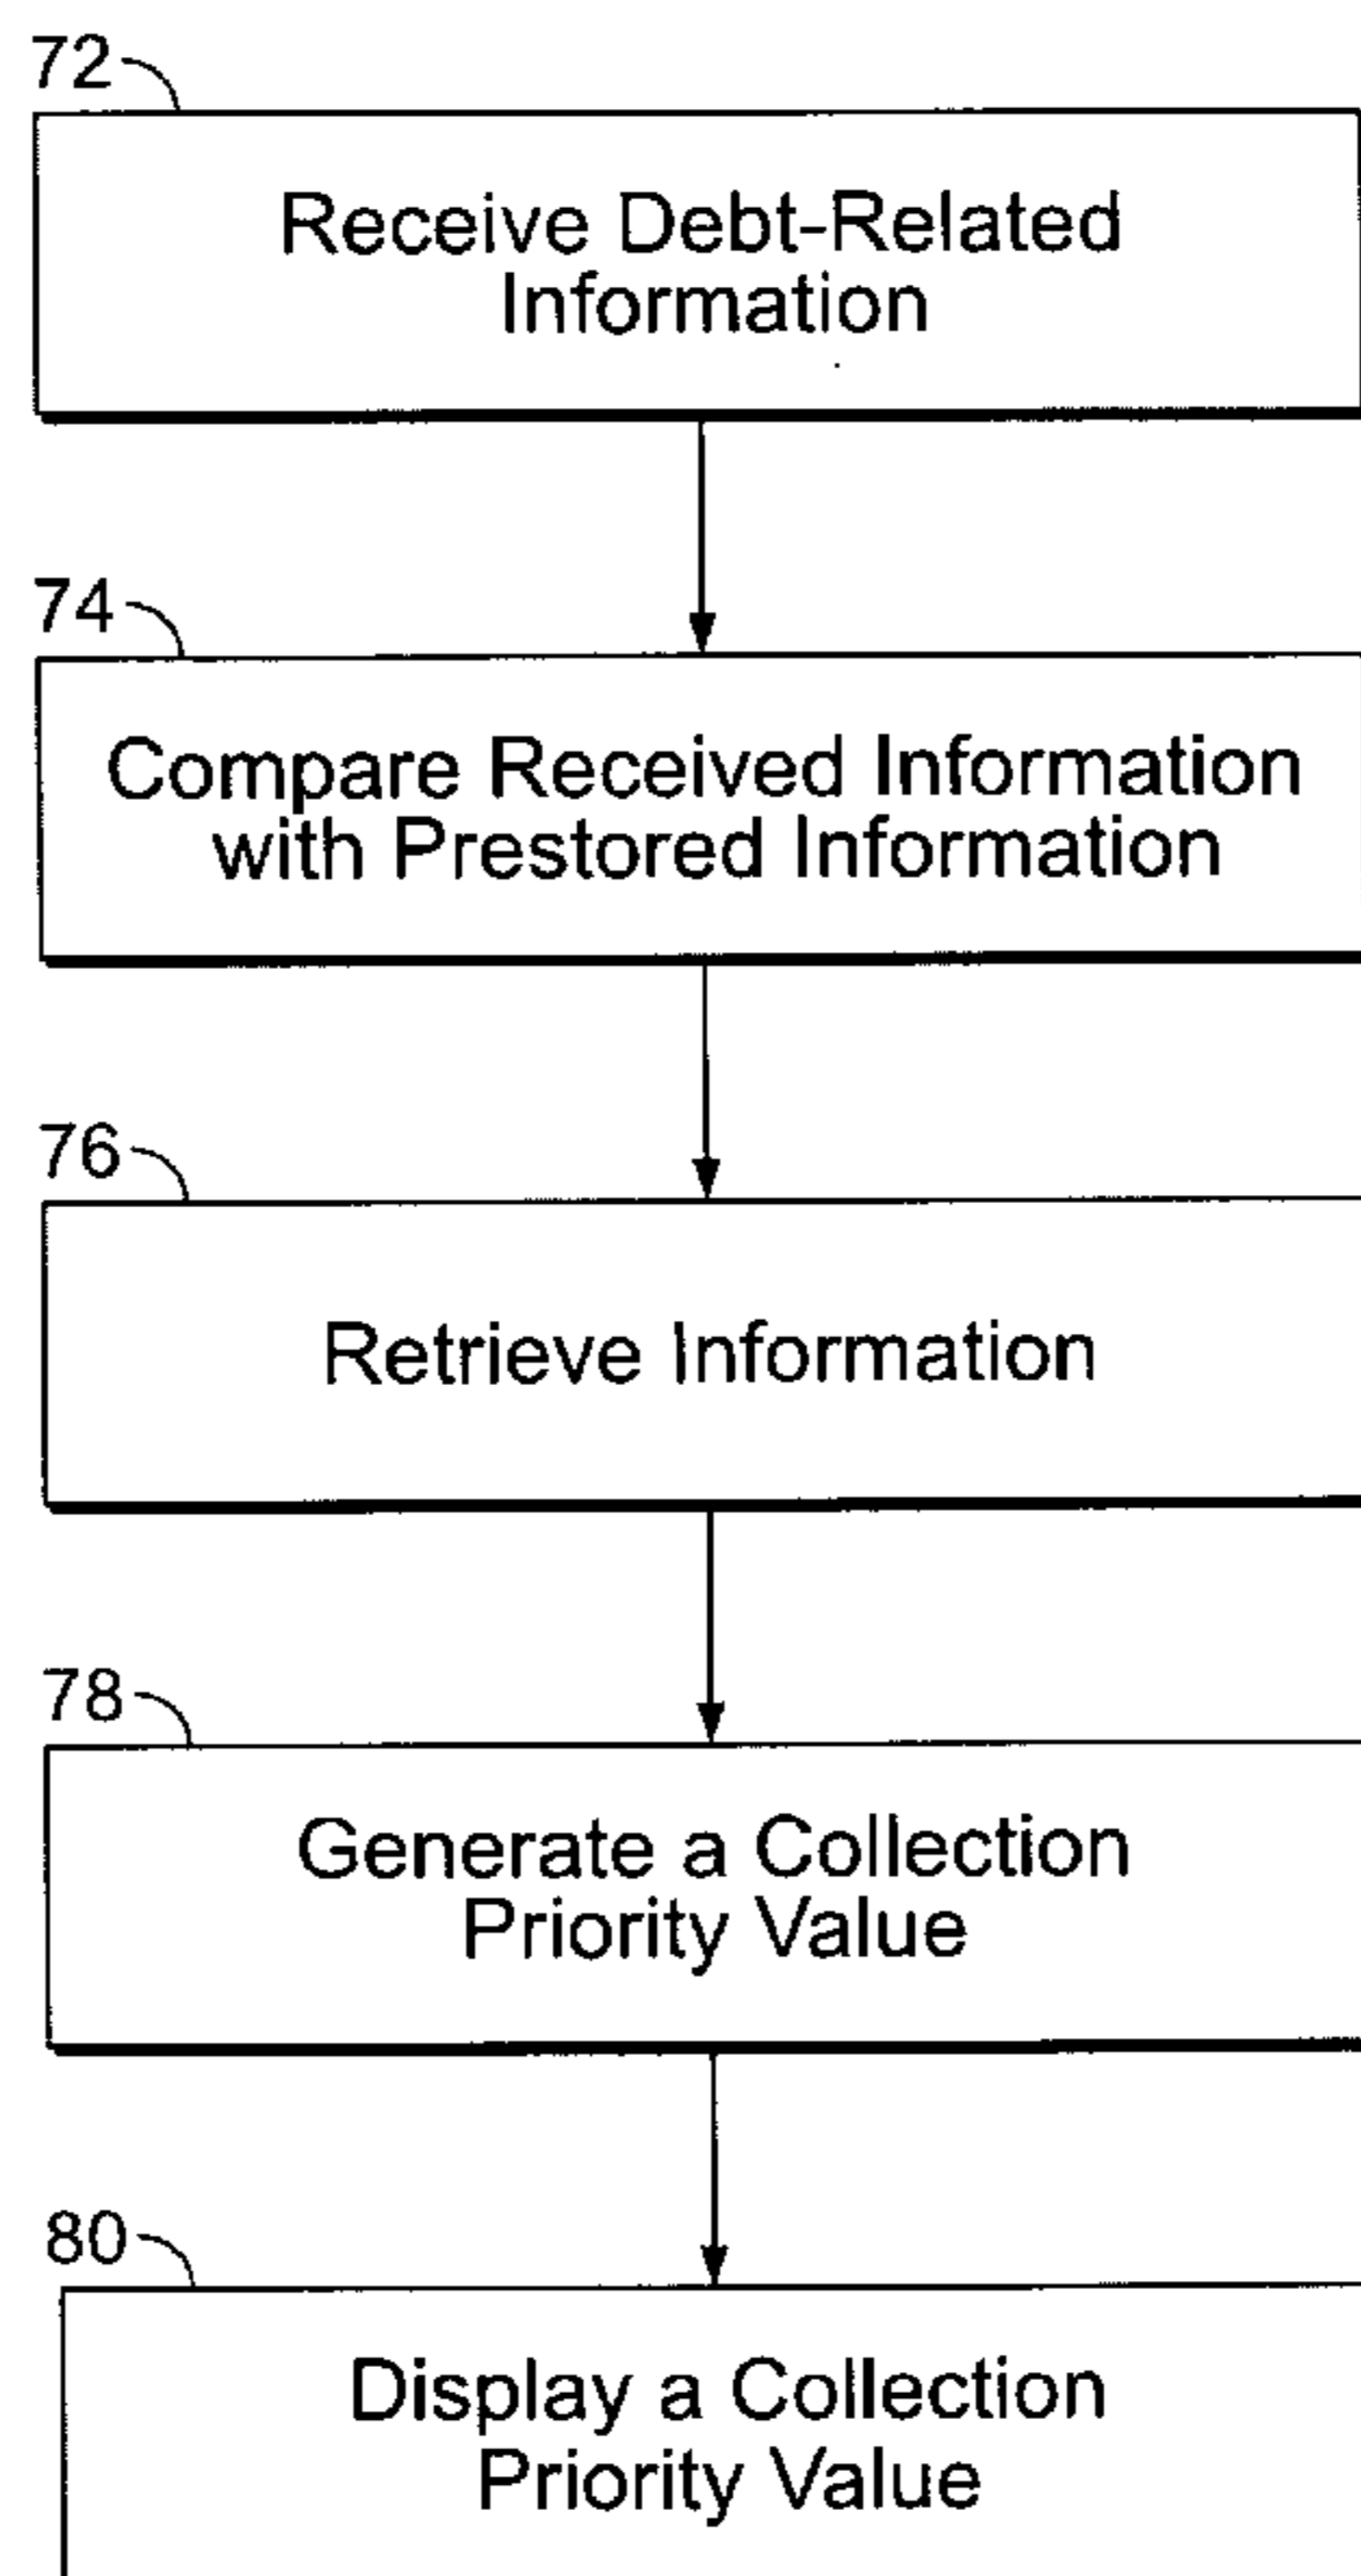 72
Receive Debt-Related
Information
74
Compare Received Information
with Prestored Information
76
Retrieve Information
78
Generate a Collection
Priority Value
80
Display a Collection
Priority Value